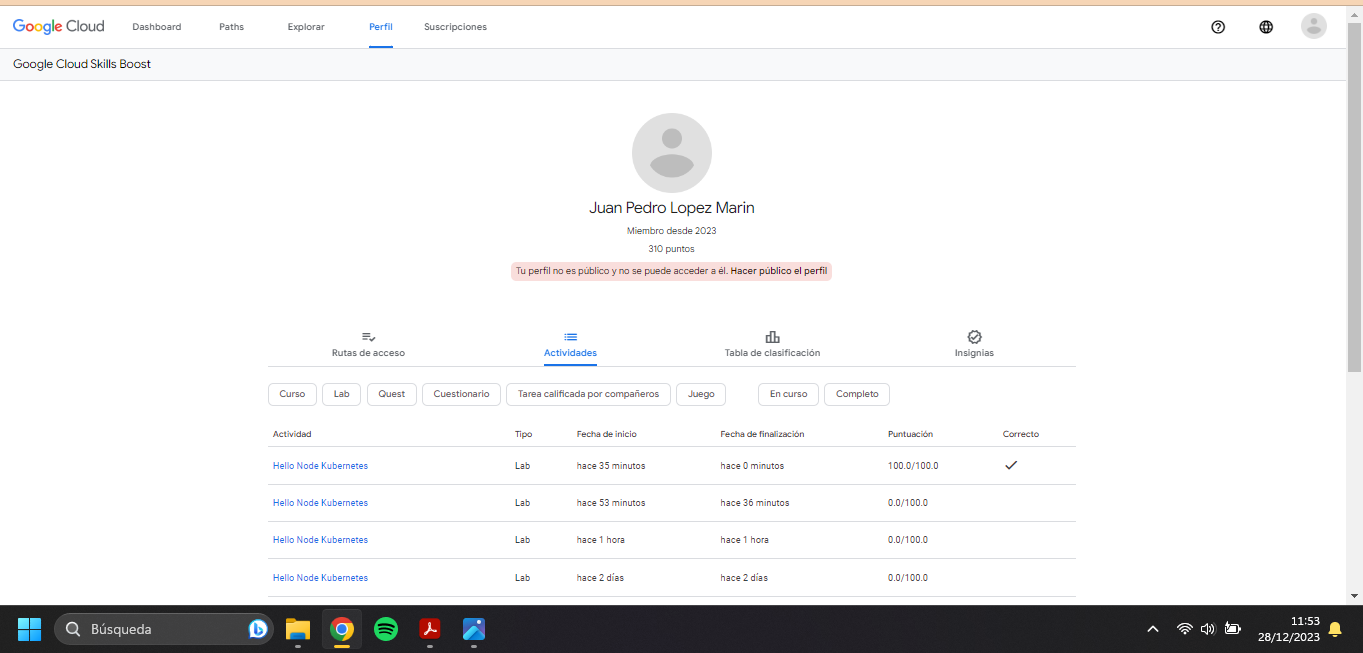 Google Cloud Dashboard Paths Explorar Perfil Suscripciones
Google Cloud Skills Boost
Juan Pedro Lopez Marin
Miembro desde 2023
310 puntos
Tu perfil no es público y no se puede acceder a él. Hacer público el perfil
Rutas de acceso Actividades Tabla de clasificación Insignias
Curso Lab Quest Cuestionario Tarea calificada por compañeros Juego En curso Completo
Actividad Tipo Fecha de inicio Fecha de finalización Puntuación Correcto
Hello Node Kubernetes Lab hace 35 minutos hace 0 minutos 100.0/100.0
Hello Node Kubernetes Lab hace 53 minutos hace 36 minutos 0.0/100.0
Hello Node Kubernetes Lab hace 1 hora hace 1 hora 0.0/100.0
Hello Node Kubernetes Lab hace 2 días hace 2 días 0.0/100.0
Búsqueda
11:53
28/12/2023